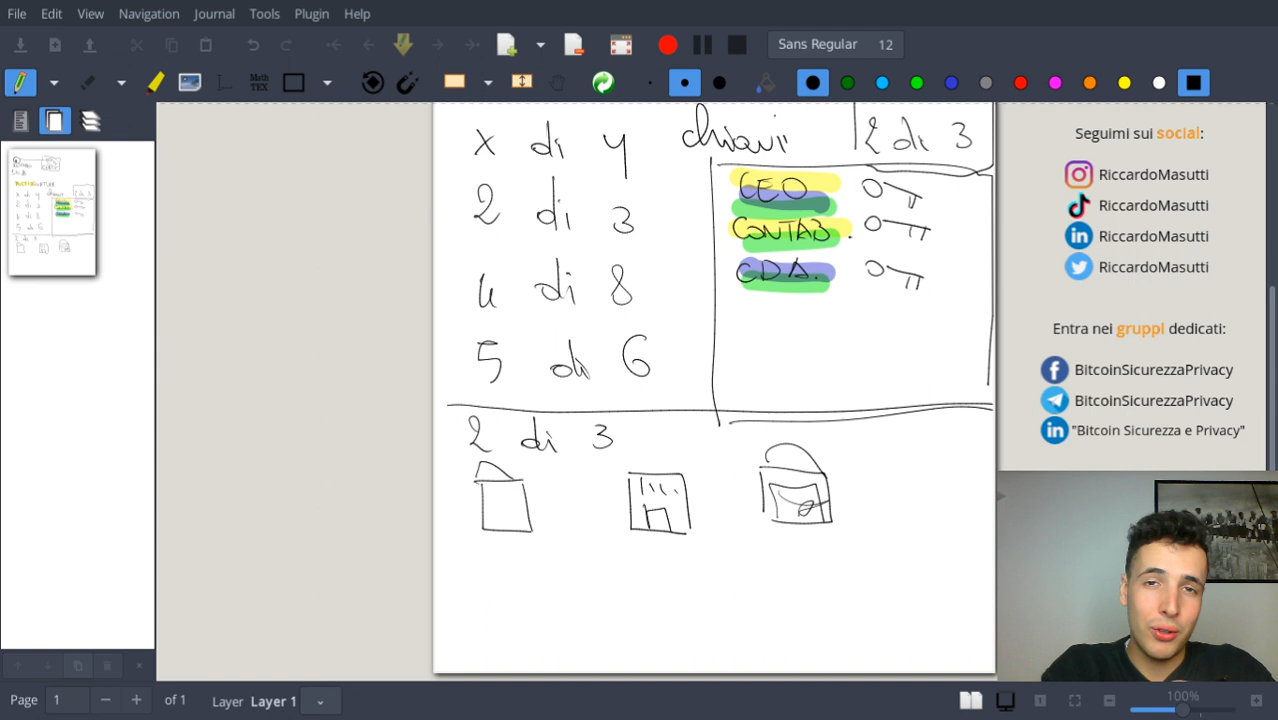 File Edit View Navigation Journal Tools Plugin Help
Sans Regular 12
Math TEX
x di y chiavi 2 di 3
2 di 3
4 di 8
5 di 6
CEO
CONTAB.
CDA.
2 di 3
Seguimi sui social:
RiccardoMasutti
RiccardoMasutti
RiccardoMasutti
RiccardoMasutti
Entra nei gruppi dedicati:
BitcoinSicurezzaPrivacy
BitcoinSicurezzaPrivacy
"Bitcoin Sicurezza e Privacy"
Page 1 of 1 Layer Layer 1
100%